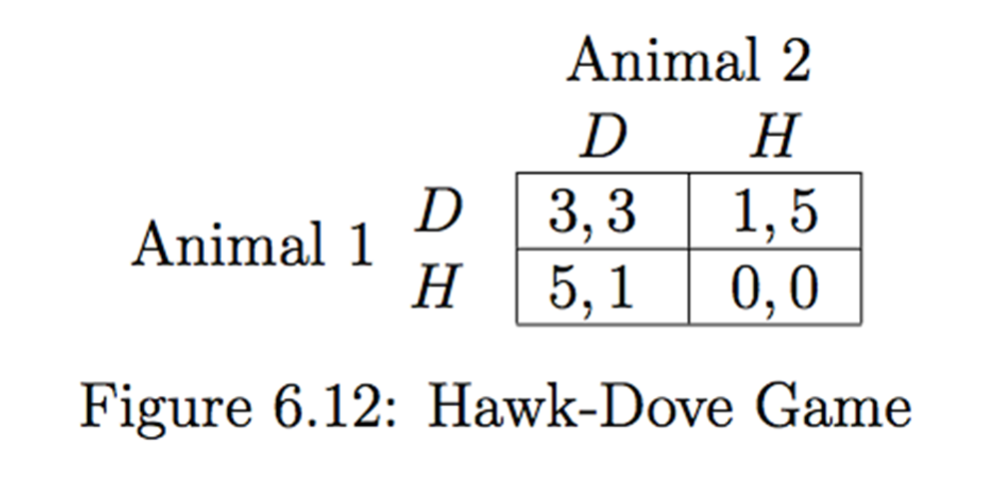 Animal 2
D H
D 3, 3 1, 5
Animal 1
H 5, 1 0, 0
Figure 6.12: Hawk-Dove Game